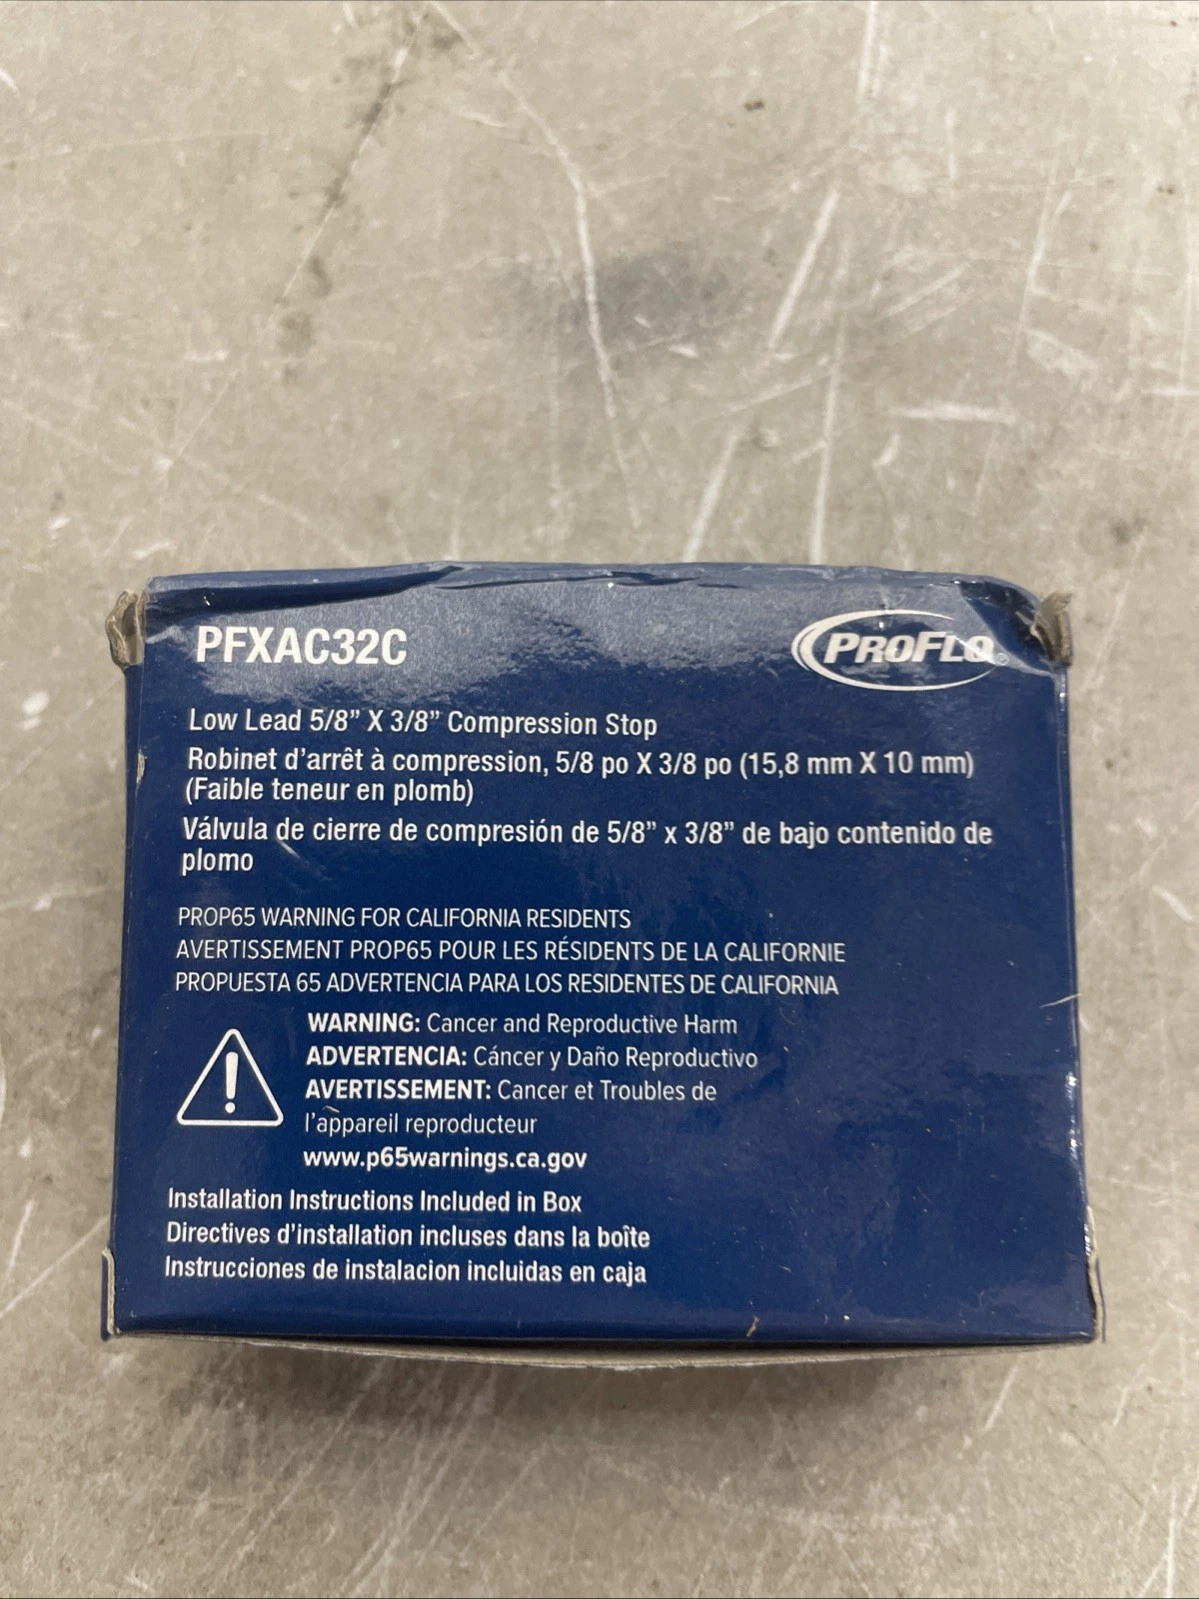 PFXAC32C
PROFLO
Low Lead 5/8” X 3/8” Compression Stop
Robinet d’arrêt à compression, 5/8 po X 3/8 po (15,8 mm X 10 mm)
(Faible teneur en plomb)
Válvula de cierre de compresión de 5/8” x 3/8” de bajo contenido de
plomo
PROP65 WARNING FOR CALIFORNIA RESIDENTS
AVERTISSEMENT PROP65 POUR LES RÉSIDENTS DE LA CALIFORNIE
PROPUESTA 65 ADVERTENCIA PARA LOS RESIDENTES DE CALIFORNIA
WARNING: Cancer and Reproductive Harm
ADVERTENCIA: Cáncer y Daño Reproductivo
AVERTISSEMENT: Cancer et Troubles de
l’appareil reproducteur
www.p65warnings.ca.gov
Installation Instructions Included in Box
Directives d’installation incluses dans la boîte
Instrucciones de instalacion incluidas en caja